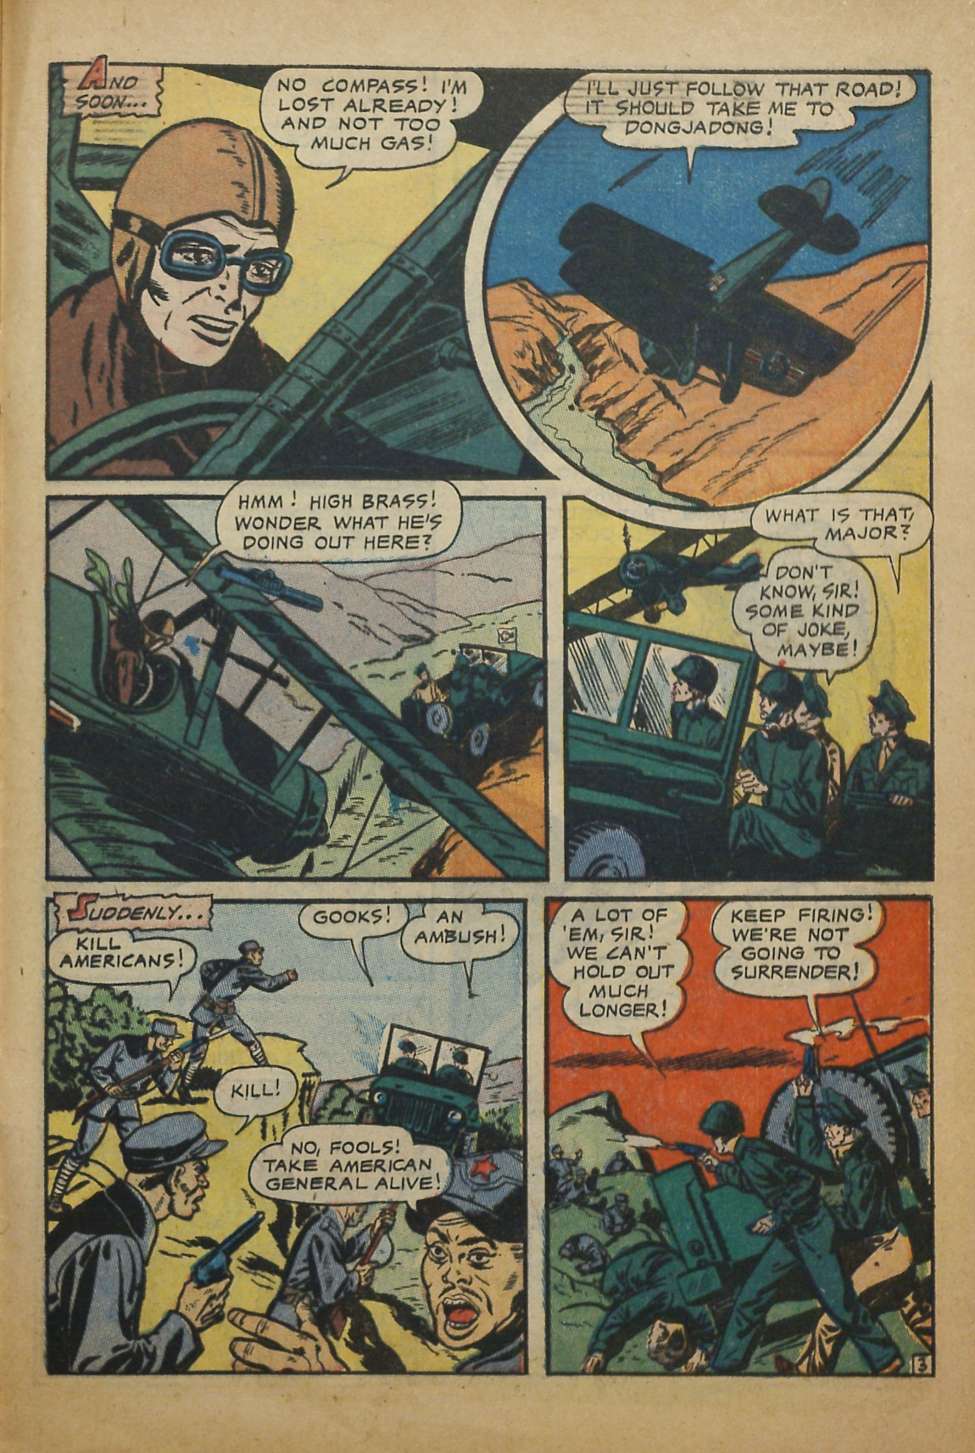 AND
SOON...
NO COMPASS! I'M
LOST ALREADY!
AND NOT TOO
MUCH GAS!
I'LL JUST FOLLOW THAT ROAD!
IT SHOULD TAKE ME TO
DONGJADONG!
HMM! HIGH BRASS!
WONDER WHAT HE'S
DOING OUT HERE?
WHAT IS THAT,
MAJOR?
DON'T
KNOW, SIR!
SOME KIND
OF JOKE,
MAYBE!
SUDDENLY...
KILL
AMERICANS!
GOOKS!
AN
AMBUSH!
KILL!
NO, FOOLS!
TAKE AMERICAN
GENERAL ALIVE!
A LOT OF
'EM, SIR!
WE CAN'T
HOLD OUT
MUCH
LONGER!
KEEP FIRING!
WE'RE NOT
GOING TO
SURRENDER!
3